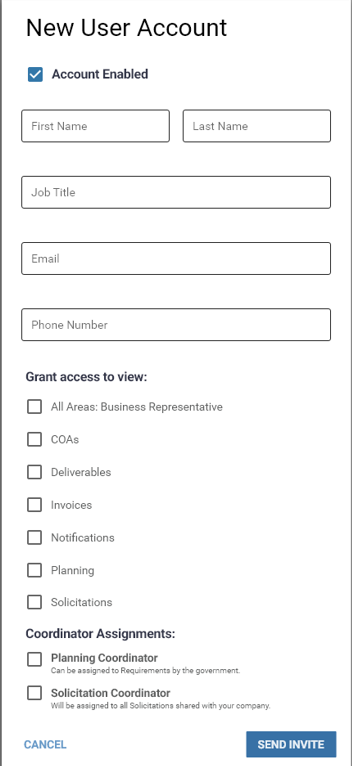 New User Account
Account Enabled
First Name Last Name
Job Title
Email
Phone Number
Grant access to view:
All Areas: Business Representative
COAs
Deliverables
Invoices
Notifications
Planning
Solicitations
Coordinator Assignments:
Planning Coordinator
Can be assigned to Requirements by the government.
Solicitation Coordinator
Will be assigned to all Solicitations shared with your company.
CANCEL SEND INVITE